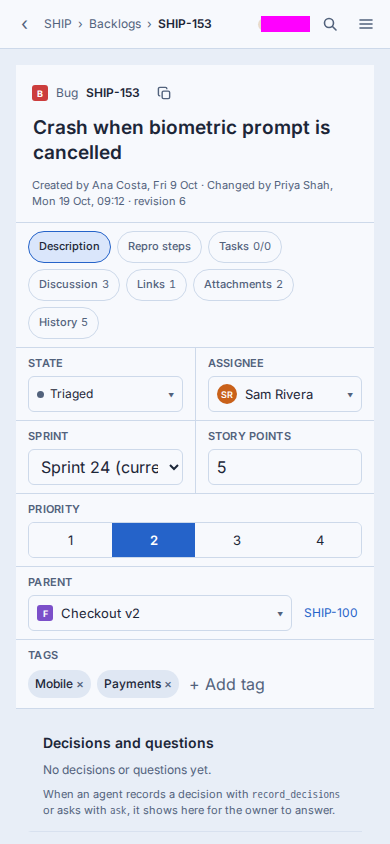 SHIP › Backlogs › SHIP-153
B Bug SHIP-153
Crash when biometric prompt is
cancelled
Created by Ana Costa, Fri 9 Oct · Changed by Priya Shah,
Mon 19 Oct, 09:12 · revision 6
Description Repro steps Tasks 0/0
Discussion 3 Links 1 Attachments 2
History 5
STATE ASSIGNEE
Triaged SR Sam Rivera
SPRINT STORY POINTS
Sprint 24 (curre 5
PRIORITY
1 2 3 4
PARENT
F Checkout v2 SHIP-100
TAGS
Mobile × Payments × + Add tag
Decisions and questions
No decisions or questions yet.
When an agent records a decision with record_decisions
or asks with ask, it shows here for the owner to answer.